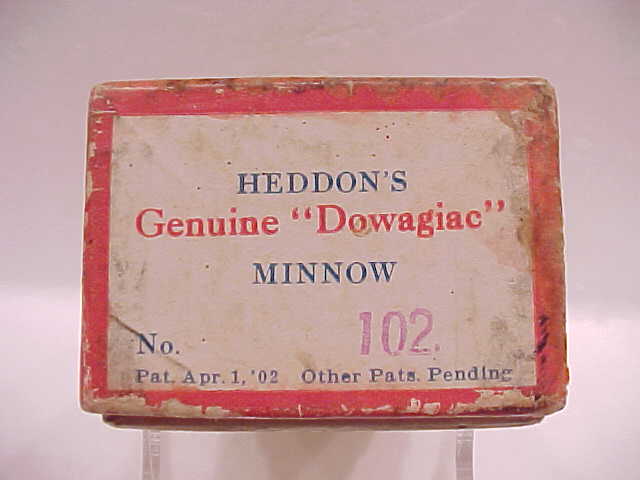 HEDDON'S
Genuine "Dowagiac"
MINNOW
No. 102.
Pat. Apr. 1, '02 Other Pats. Pending